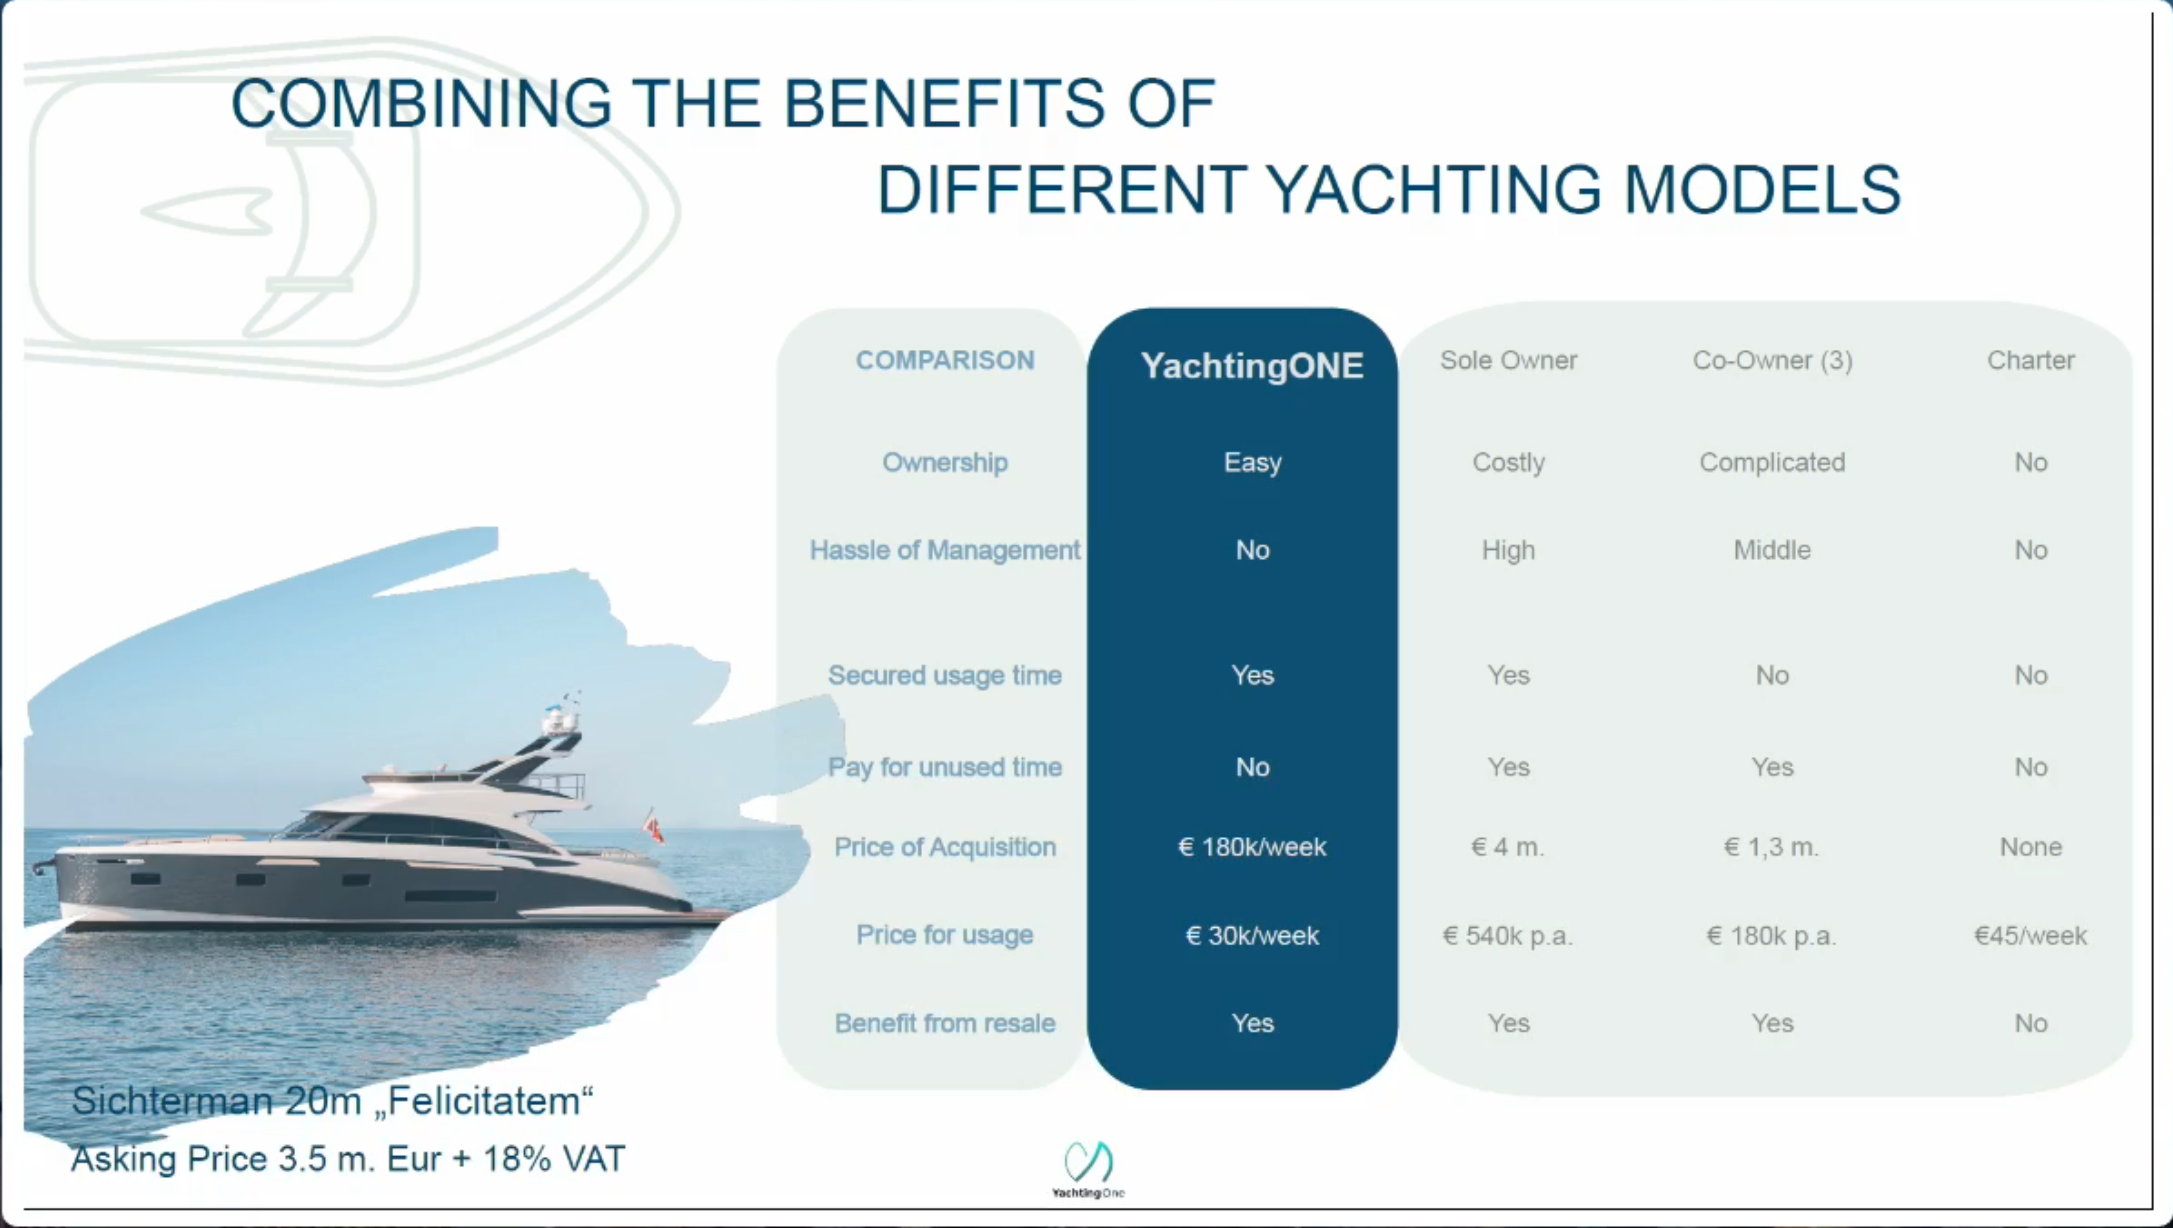 COMBINING THE BENEFITS OF
DIFFERENT YACHTING MODELS
COMPARISON YachtingONE Sole Owner Co-Owner (3) Charter
Ownership Easy Costly Complicated No
Hassle of Management No High Middle No
Secured usage time Yes Yes No No
Pay for unused time No Yes Yes No
Price of Acquisition € 180k/week € 4 m. € 1,3 m. None
Price for usage € 30k/week € 540k p.a. € 180k p.a. €45/week
Benefit from resale Yes Yes Yes No
Sichterman 20m „Felicitatem“
Asking Price 3.5 m. Eur + 18% VAT
YachtingOne